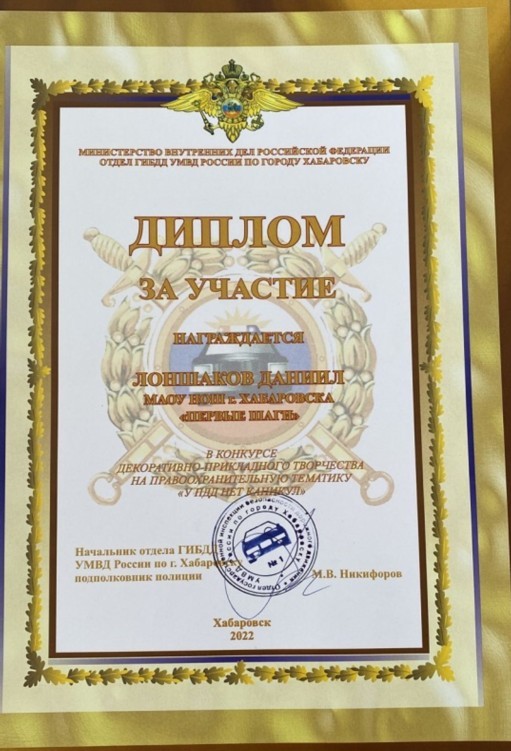 МИНИСТЕРСТВО ВНУТРЕННИХ ДЕЛ РОССИЙСКОЙ ФЕДЕРАЦИИ
ОТДЕЛ ГИБДД УМВД РОССИИ ПО ГОРОДУ ХАБАРОВСКУ
ДИПЛОМ
ЗА УЧАСТИЕ
НАГРАЖДАЕТСЯ
ЛОНШАКОВ ДАНИИЛ
МАОУ НОШ г. ХАБАРОВСКА
«ПЕРВЫЕ ШАГИ»
В КОНКУРСЕ
ДЕКОРАТИВНО-ПРИКЛАДНОГО ТВОРЧЕСТВА
НА ПРАВООХРАНИТЕЛЬНУЮ ТЕМАТИКУ
«У ПДД НЕТ КАНИКУЛ»
Начальник отдела ГИБДД
УМВД России по г. Хабаровску
подполковник полиции М.В. Никифоров
№ 1
Хабаровск
2022